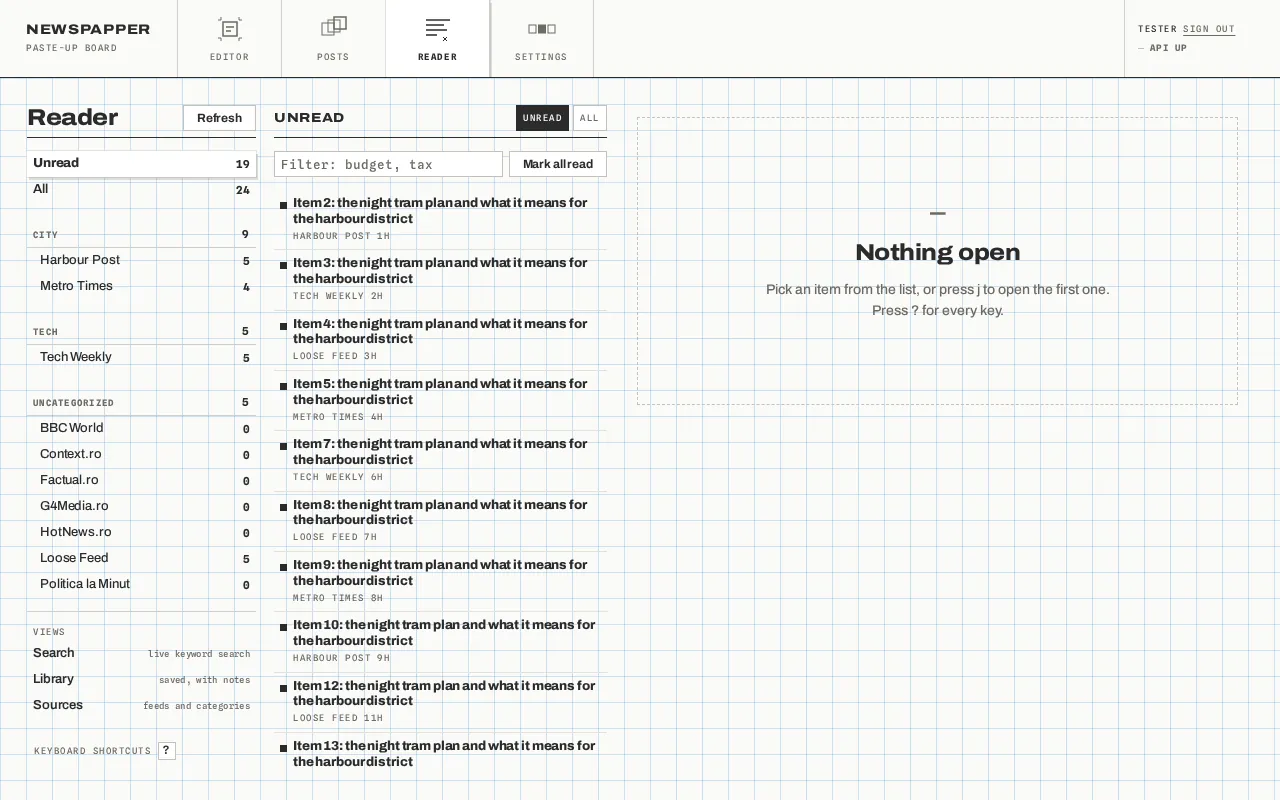 NEWSPAPPER
PASTE-UP BOARD
EDITOR
POSTS
READER
SETTINGS
TESTER SIGN OUT
— API UP
Reader
Refresh
Unread 19
All 24
CITY 9
Harbour Post 5
Metro Times 4
TECH 5
Tech Weekly 5
UNCATEGORIZED 5
BBC World 0
Context.ro 0
Factual.ro 0
G4Media.ro 0
HotNews.ro 0
Loose Feed 5
Politica la Minut 0
VIEWS
Search live keyword search
Library saved, with notes
Sources feeds and categories
KEYBOARD SHORTCUTS ?
UNREAD
UNREAD ALL
Filter: budget, tax
Mark all read
Item 2: the night tram plan and what it means for
the harbour district
HARBOUR POST 1H
Item 3: the night tram plan and what it means for
the harbour district
TECH WEEKLY 2H
Item 4: the night tram plan and what it means for
the harbour district
LOOSE FEED 3H
Item 5: the night tram plan and what it means for
the harbour district
METRO TIMES 4H
Item 7: the night tram plan and what it means for
the harbour district
TECH WEEKLY 6H
Item 8: the night tram plan and what it means for
the harbour district
LOOSE FEED 7H
Item 9: the night tram plan and what it means for
the harbour district
METRO TIMES 8H
Item 10: the night tram plan and what it means for
the harbour district
HARBOUR POST 9H
Item 12: the night tram plan and what it means for
the harbour district
LOOSE FEED 11H
Item 13: the night tram plan and what it means for
the harbour district
—
Nothing open
Pick an item from the list, or press j to open the first one.
Press ? for every key.